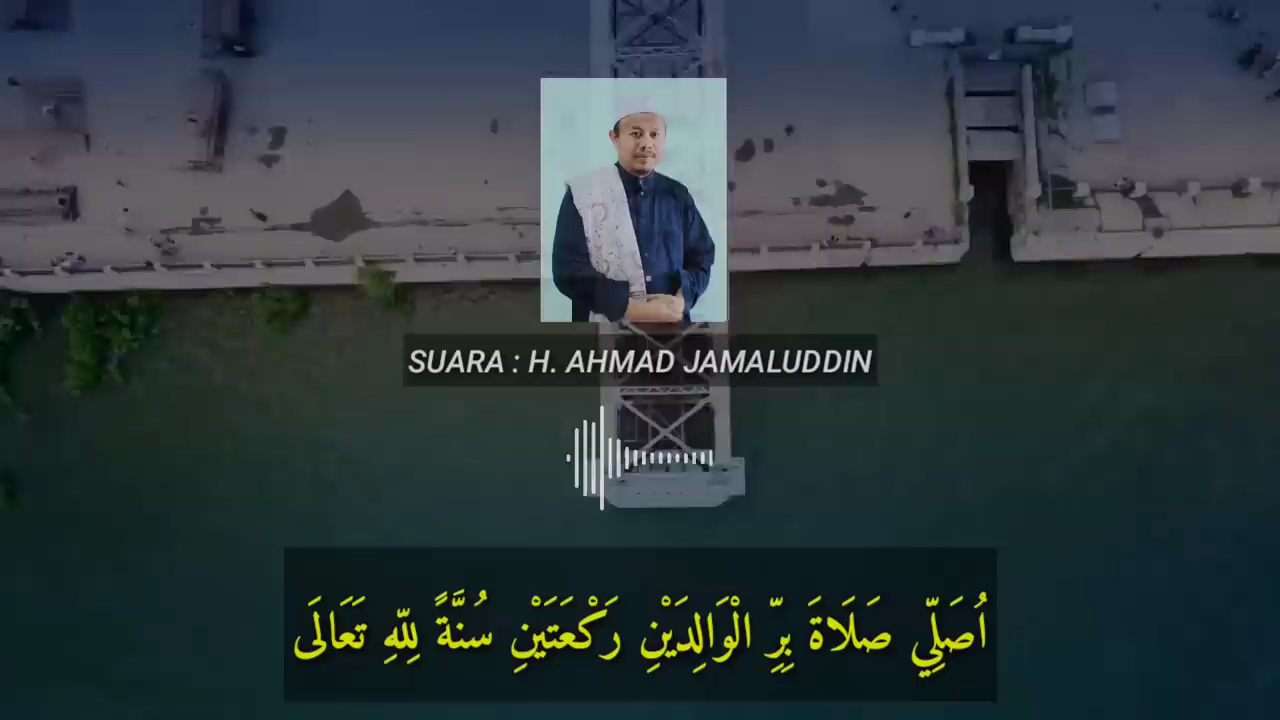 SUARA : H. AHMAD JAMALUDDIN
اُصَلِّي صَلَاةَ بِرِّ الْوَالِدَيْنِ رَكْعَتَيْنِ سُنَّةً لِلّٰهِ تَعَالَى